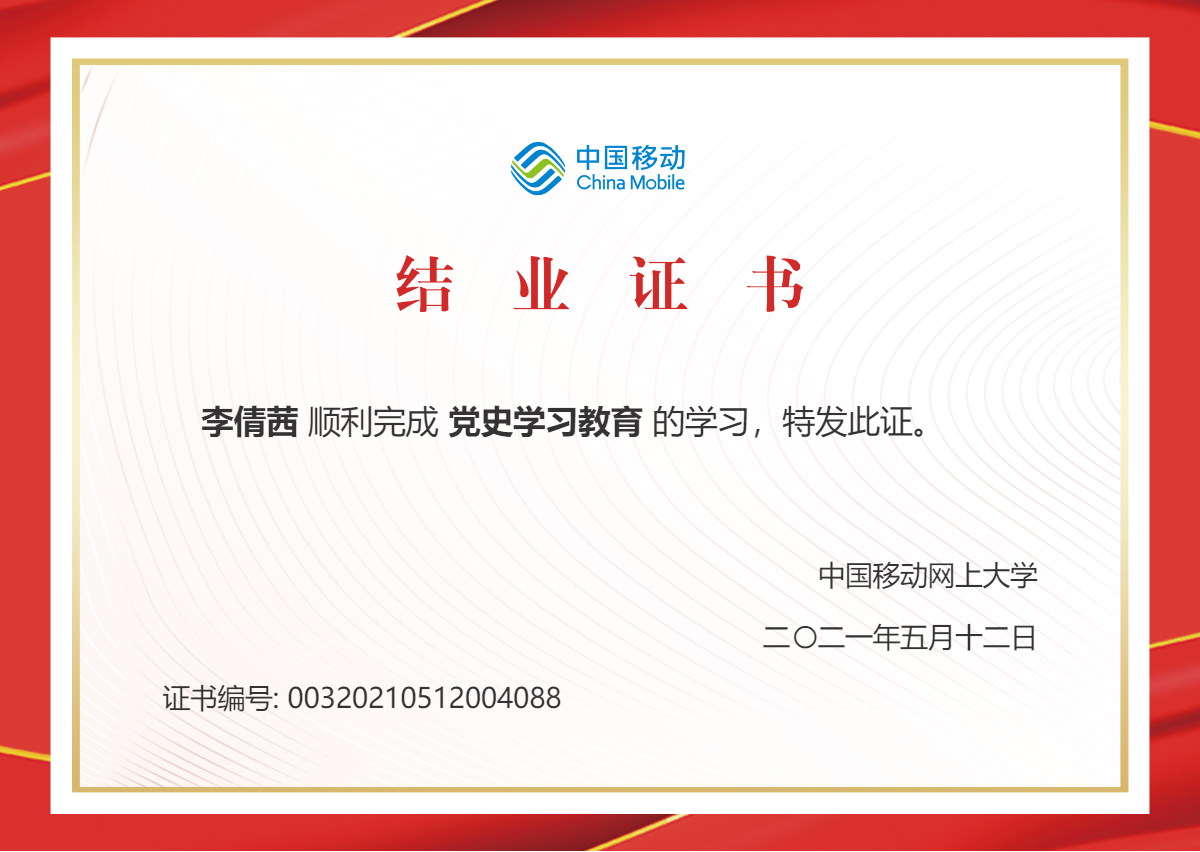 中国移动
China Mobile
结业证书
李倩茜 顺利完成 党史学习教育 的学习，特发此证。
中国移动网上大学
二〇二一年五月十二日
证书编号: 00320210512004088